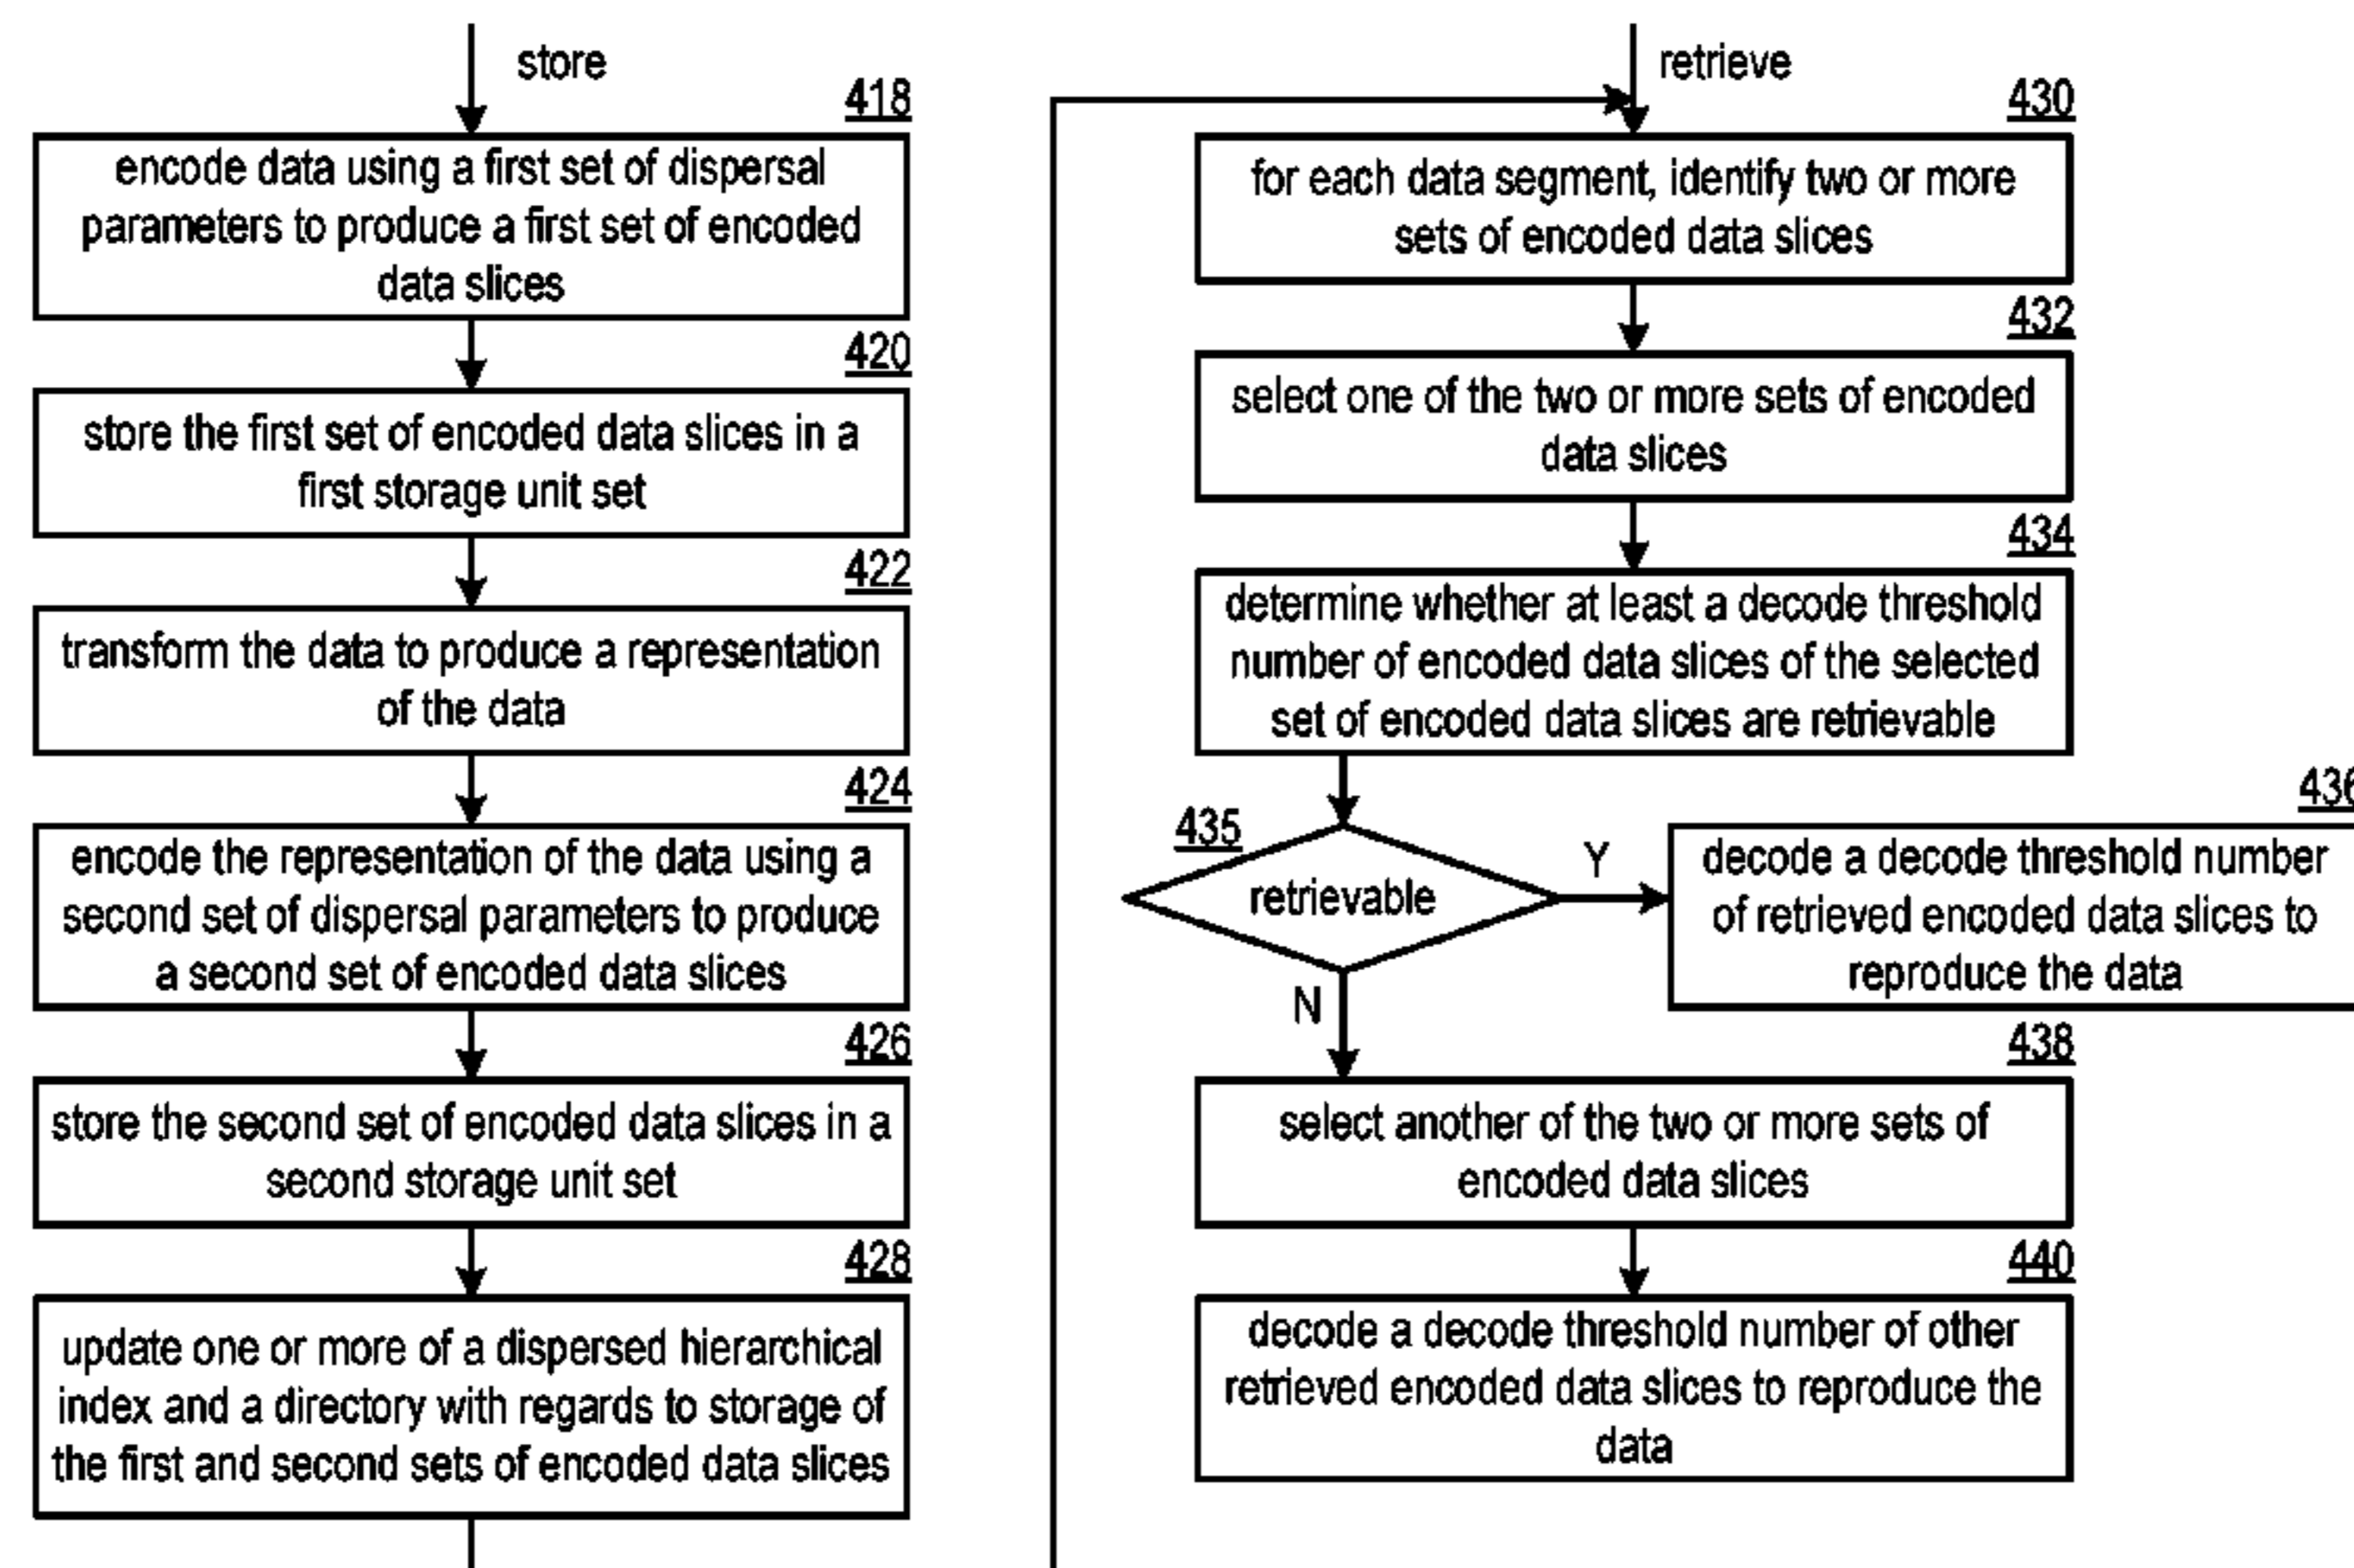 store
418
encode data using a first set of dispersal
parameters to produce a first set of encoded
data slices
420
store the first set of encoded data slices in a
first storage unit set
422
transform the data to produce a representation
of the data
424
encode the representation of the data using a
second set of dispersal parameters to produce
a second set of encoded data slices
426
store the second set of encoded data slices in a
second storage unit set
428
update one or more of a dispersed hierarchical
index and a directory with regards to storage of
the first and second sets of encoded data slices
retrieve
430
for each data segment, identify two or more
sets of encoded data slices
432
select one of the two or more sets of encoded
data slices
434
determine whether at least a decode threshold
number of encoded data slices of the selected
set of encoded data slices are retrievable
435
retrievable
Y
N
436
decode a decode threshold number
of retrieved encoded data slices to
reproduce the data
438
select another of the two or more sets of
encoded data slices
440
decode a decode threshold number of other
retrieved encoded data slices to reproduce the
data